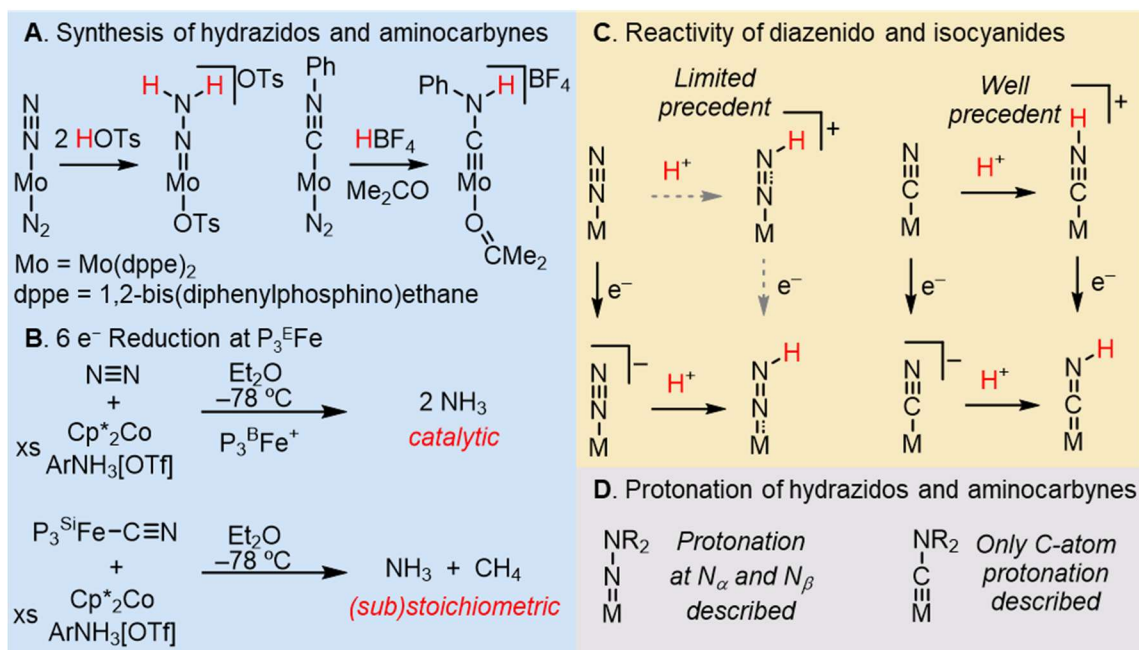 A. Synthesis of hydrazidos and aminocarbynes
N≡N–Mo–N2
2 HOTs
H H OTs
N
N
Mo
OTs
Ph
N
C
Mo
N2
HBF4
Me2CO
Ph N H BF4
C
Mo
O
CMe2
Mo = Mo(dppe)2
dppe = 1,2-bis(diphenylphosphino)ethane
B. 6 e– Reduction at P3EFe
N≡N
+
xs Cp*2Co
ArNH3[OTf]
Et2O
–78 ºC
P3BFe+
2 NH3
catalytic
P3SiFe–C≡N
+
xs Cp*2Co
ArNH3[OTf]
Et2O
–78 ºC
NH3 + CH4
(sub)stoichiometric
C. Reactivity of diazenido and isocyanides
Limited
precedent
Well
precedent
N
N
M
H+
H +
N
N
M
N
C
M
H+
+
H
N
C
M
e–
e–
e–
e–
N –
N
M
H+
H
N
N
M
N –
C
M
H+
H
N
C
M
D. Protonation of hydrazidos and aminocarbynes
NR2
N
M
Protonation
at Nα and Nβ
described
NR2
C
M
Only C-atom
protonation
described